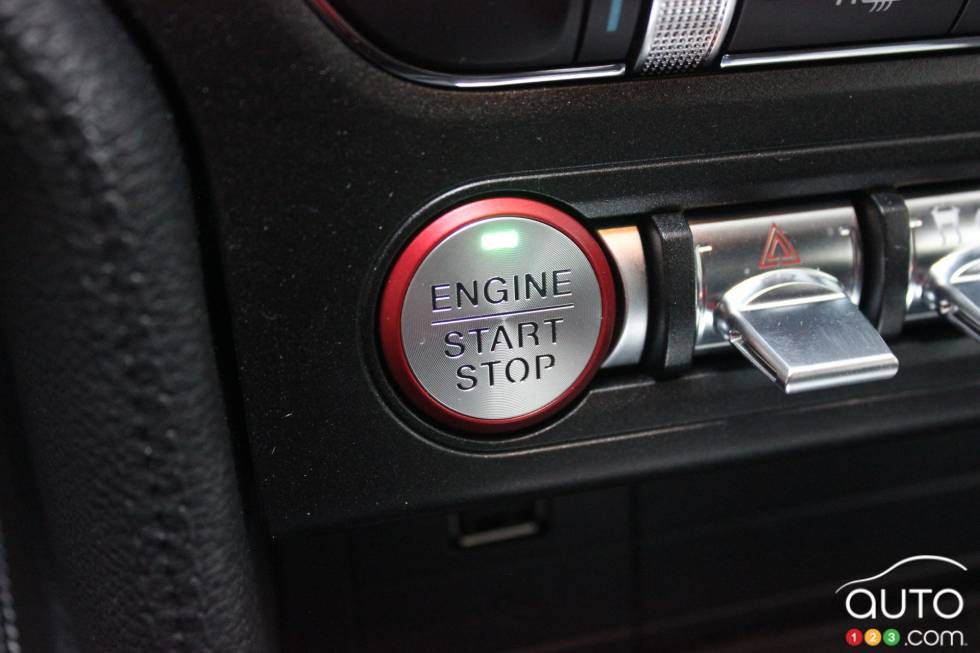 ENGINE
START
STOP
AUTO
123.com